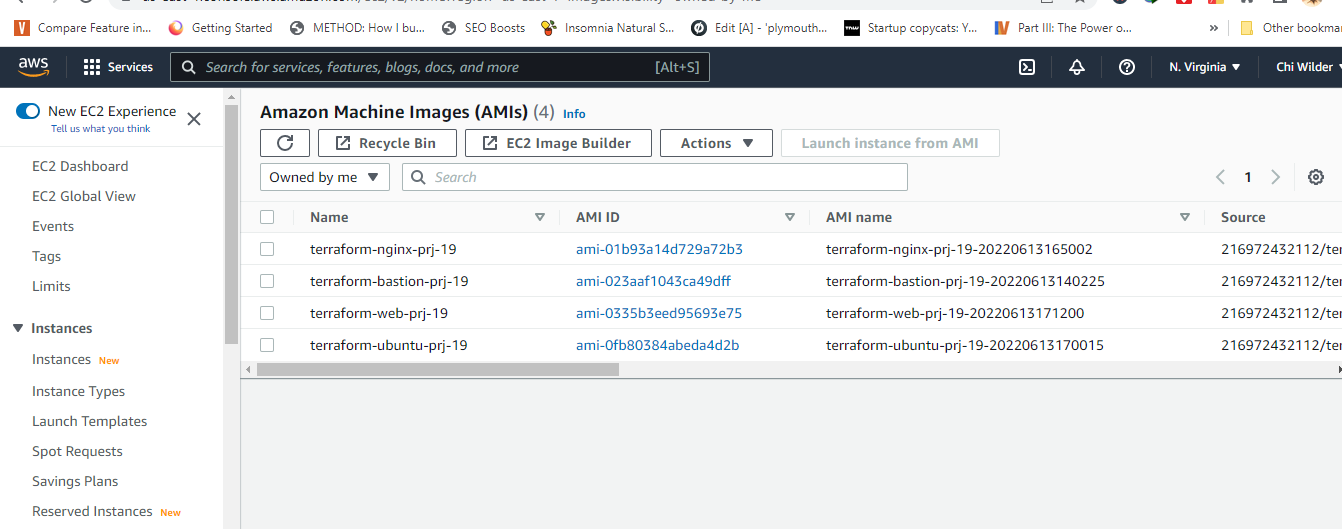 Compare Feature in... Getting Started METHOD: How I bu... SEO Boosts Insomnia Natural S... Edit [A] - 'plymouth... Startup copycats: Y... Part III: The Power o... » Other bookmar
aws Services Search for services, features, blogs, docs, and more [Alt+S] N. Virginia Chi Wilder
New EC2 Experience
Tell us what you think
EC2 Dashboard
EC2 Global View
Events
Tags
Limits
Instances
Instances New
Instance Types
Launch Templates
Spot Requests
Savings Plans
Reserved Instances New
Amazon Machine Images (AMIs) (4) Info
Recycle Bin EC2 Image Builder Actions Launch instance from AMI
Owned by me Search 1
Name AMI ID AMI name Source
terraform-nginx-prj-19 ami-01b93a14d729a72b3 terraform-nginx-prj-19-20220613165002 216972432112/ter
terraform-bastion-prj-19 ami-023aaf1043ca49dff terraform-bastion-prj-19-20220613140225 216972432112/ter
terraform-web-prj-19 ami-0335b3eed95693e75 terraform-web-prj-19-20220613171200 216972432112/ter
terraform-ubuntu-prj-19 ami-0fb80384abeda4d2b terraform-ubuntu-prj-19-20220613170015 216972432112/ter